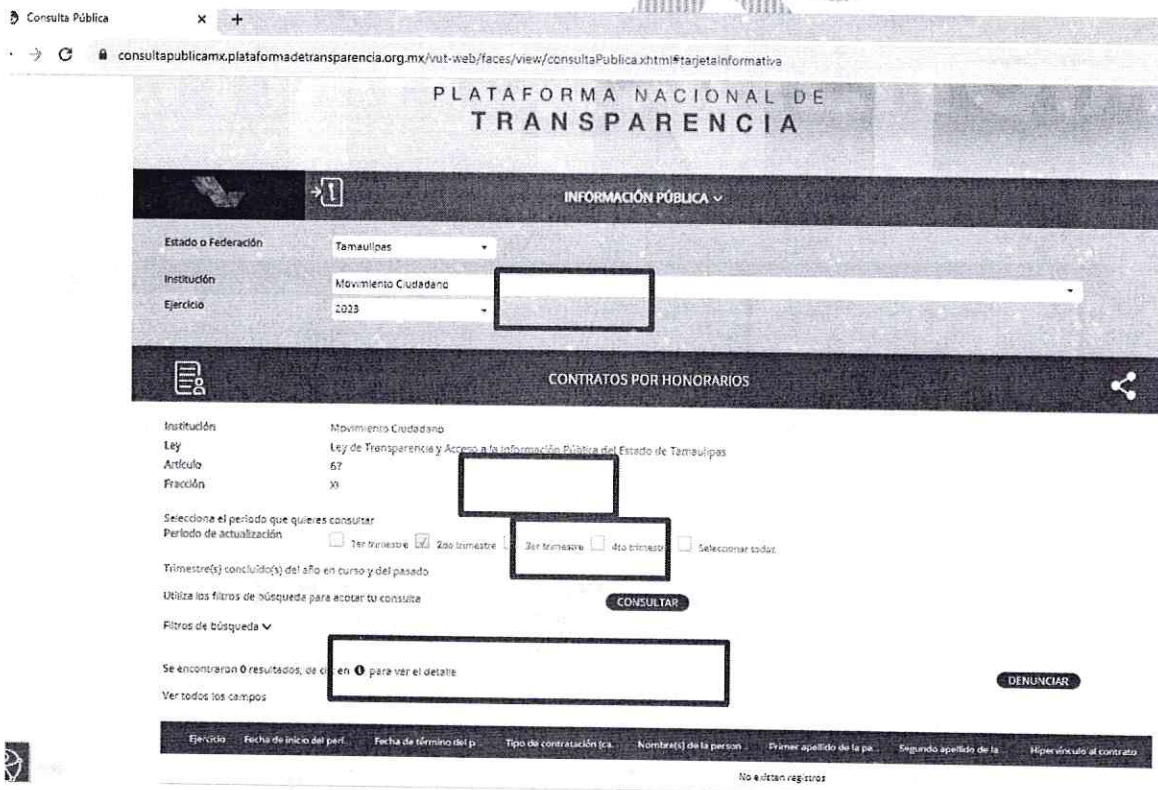 Consulta Pública
consultapublicamx.plataformadetransparencia.org.mx/vut-web/faces/view/consultaPublica.xhtml#tarjetaInformativa
PLATAFORMA NACIONAL DE
TRANSPARENCIA
INFORMACIÓN PÚBLICA
Estado o Federación Tamaulipas
Institución Movimiento Ciudadano
Ejercicio 2023
CONTRATOS POR HONORARIOS
Institución Movimiento Ciudadano
Ley Ley de Transparencia y Acceso a la Información Pública del Estado de Tamaulipas
Artículo 67
Fracción XI
Selecciona el periodo que quieres consultar
Periodo de actualización 1er trimestre 2do trimestre 3er trimestre 4to trimestre Seleccionar todos
Trimestre(s) concluido(s) del año en curso y del pasado
Utiliza los filtros de búsqueda para acotar tu consulta CONSULTAR
Filtros de búsqueda
Se encontraron 0 resultados, da clic en para ver el detalle
DENUNCIAR
Ver todos los campos
Ejercicio Fecha de inicio del perí... Fecha de término del p... Tipo de contratación (ca... Nombre(s) de la person... Primer apellido de la pe... Segundo apellido de la ... Hipervínculo al contrato
No existen registros